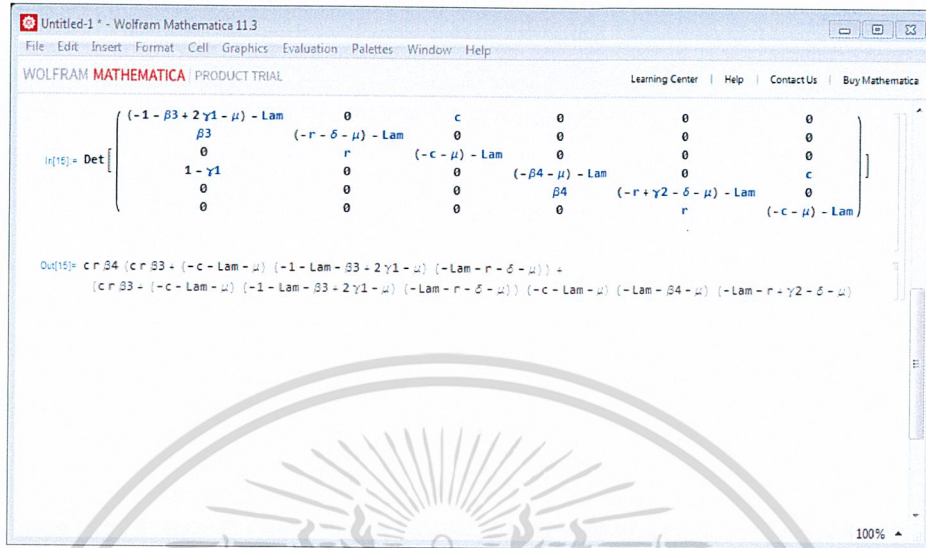 Untitled-1 * - Wolfram Mathematica 11.3
File Edit Insert Format Cell Graphics Evaluation Palettes Window Help
WOLFRAM MATHEMATICA | PRODUCT TRIAL Learning Center | Help | Contact Us | Buy Mathematica
(-1 - β3 + 2 γ1 - μ) - Lam 0 c 0 0 0
β3 (-r - δ - μ) - Lam 0 0 0 0
In[15]:= Det[ 0 r (-c - μ) - Lam 0 0 0 ]
1 - γ1 0 0 (-β4 - μ) - Lam 0 c
0 0 0 β4 (-r + γ2 - δ - μ) - Lam 0
0 0 0 0 r (-c - μ) - Lam
Out[15]= c r β4 (c r β3 + (-c - Lam - μ) (-1 - Lam - β3 + 2 γ1 - μ) (-Lam - r - δ - μ)) +
(c r β3 + (-c - Lam - μ) (-1 - Lam - β3 + 2 γ1 - μ) (-Lam - r - δ - μ)) (-c - Lam - μ) (-Lam - β4 - μ) (-Lam - r + γ2 - δ - μ)
100%